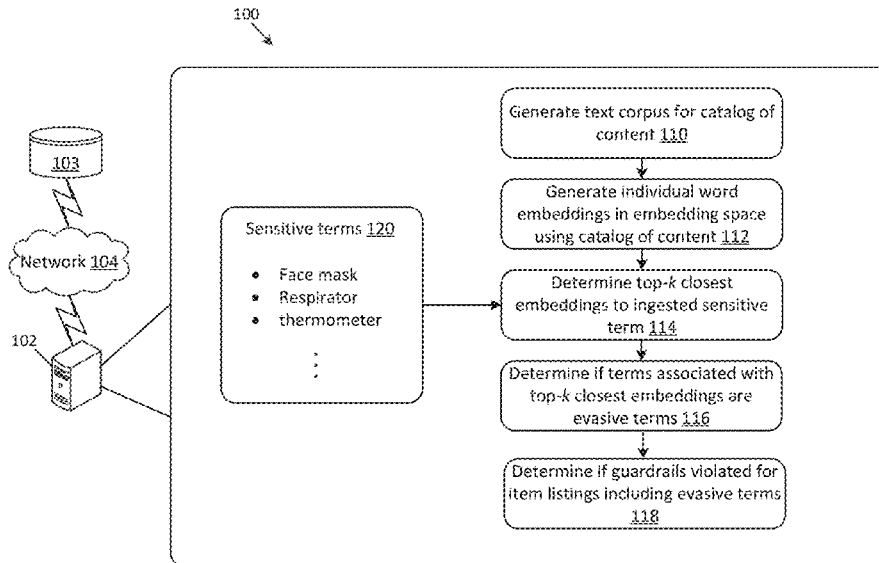 100
103
Network 104
102
Sensitive terms 120
• Face mask
• Respirator
• thermometer
Generate text corpus for catalog of
content 110
Generate individual word
embeddings in embedding space
using catalog of content 112
Determine top-k closest
embeddings to ingested sensitive
term 114
Determine if terms associated with
top-k closest embeddings are
evasive terms 116
Determine if guardrails violated for
item listings including evasive terms
118